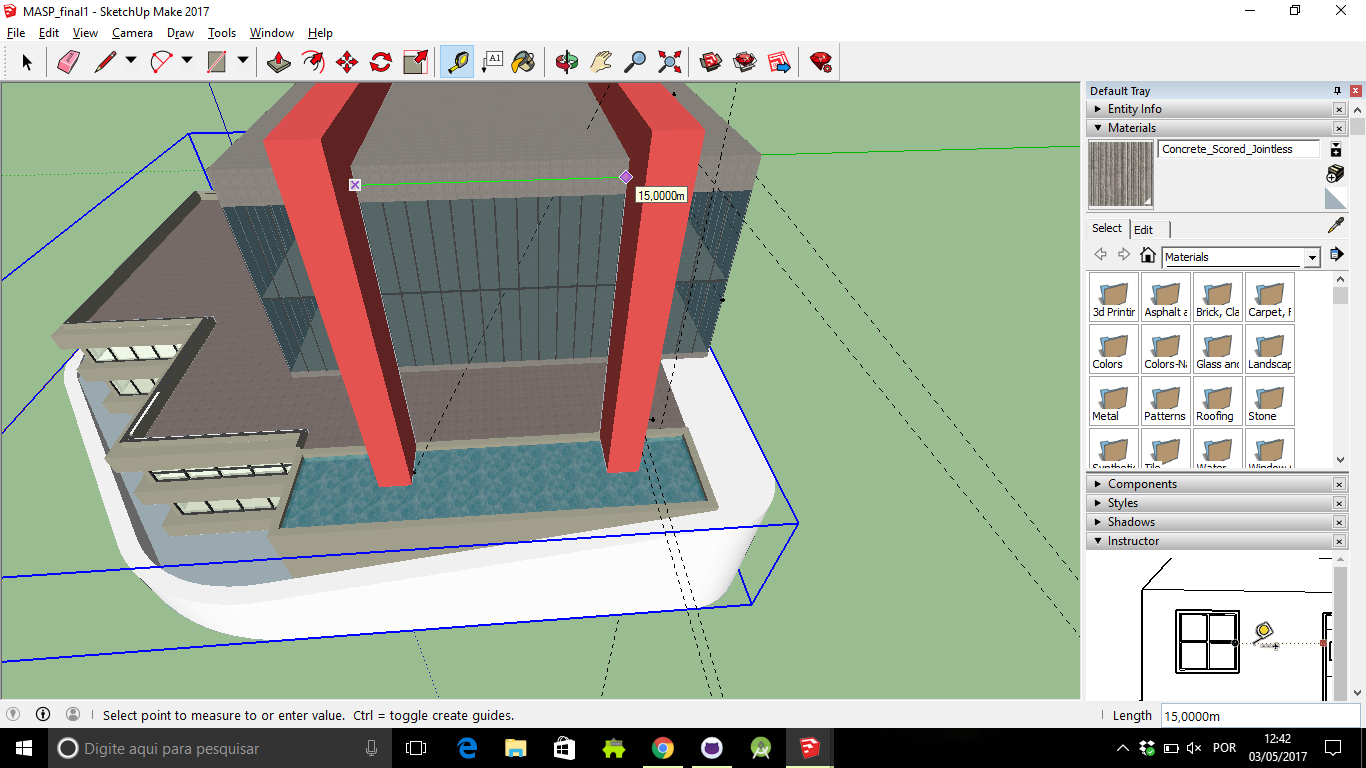 MASP_final1 - SketchUp Make 2017
File Edit View Camera Draw Tools Window Help
A1
Default Tray
Entity Info
Materials
Concrete_Scored_Jointless
Select Edit
Materials
3d Printir Asphalt a Brick, Cla Carpet, F
Colors Colors-Na Glass and Landscap
Metal Patterns Roofing Stone
Synthetic Tile Water Window
15,0000m
Components
Styles
Shadows
Instructor
Select point to measure to or enter value. Ctrl = toggle create guides.
Length 15,0000m
Digite aqui para pesquisar
POR
12:42
03/05/2017